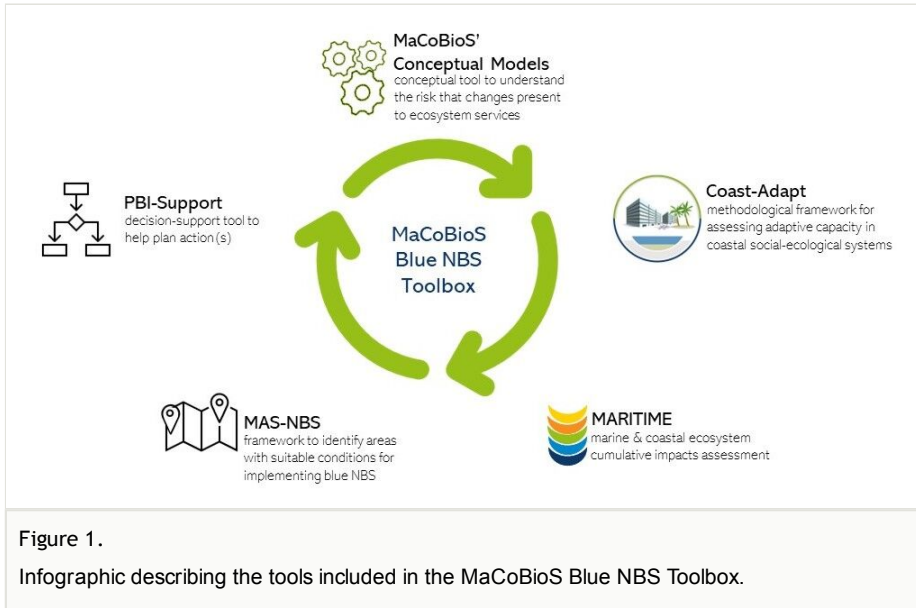 MaCoBioS'
Conceptual Models
conceptual tool to understand
the risk that changes present
to ecosystem services
Coast-Adapt
methodological framework for
assessing adaptive capacity in
coastal social-ecological systems
MARITIME
marine & coastal ecosystem
cumulative impacts assessment
MAS-NBS
framework to identify areas
with suitable conditions for
implementing blue NBS
PBI-Support
decision-support tool to
help plan action(s)
MaCoBioS
Blue NBS
Toolbox
Figure 1.
Infographic describing the tools included in the MaCoBioS Blue NBS Toolbox.